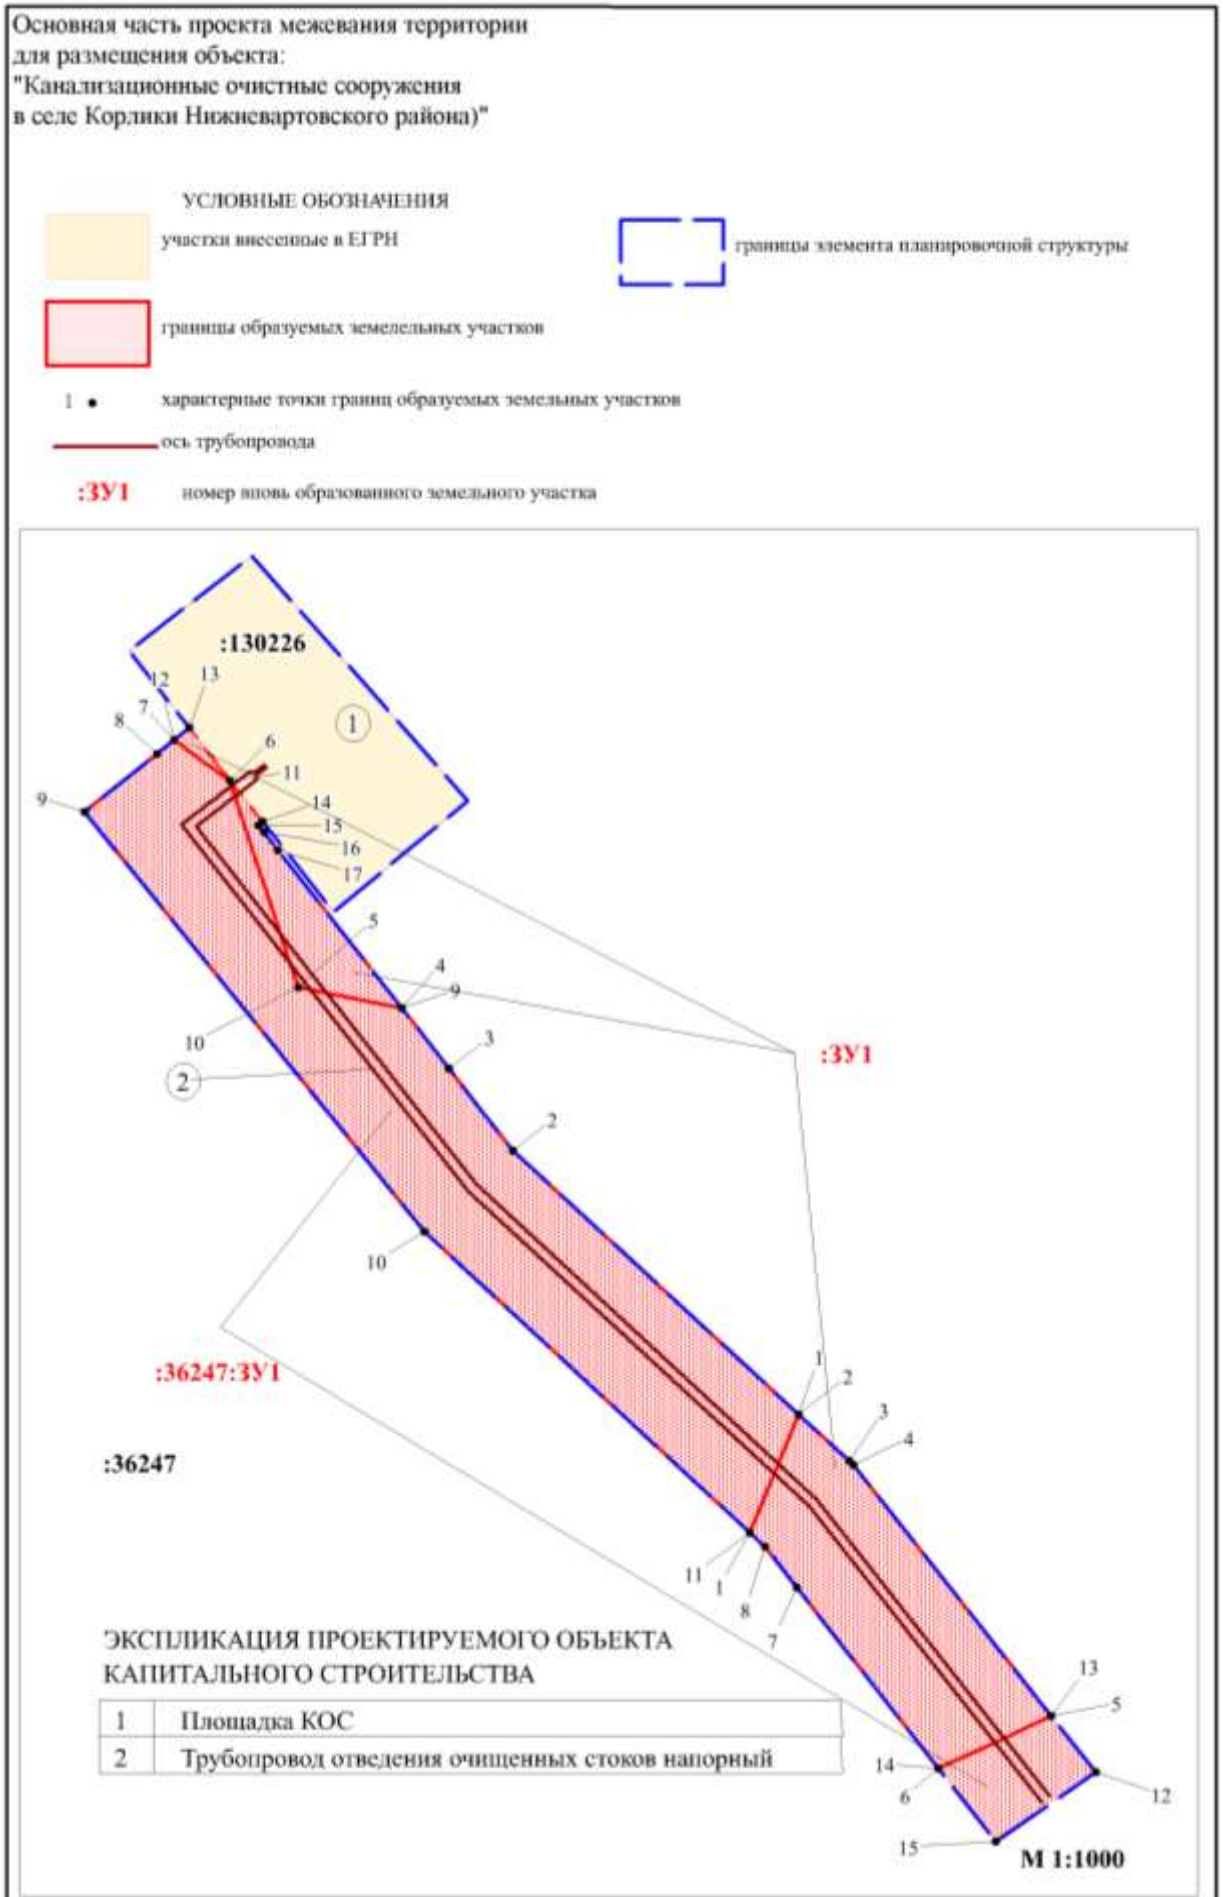 Основная часть проекта межевания территории
для размещения объекта:
"Канализационные очистные сооружения
в селе Корлики Нижневартовского района)"
УСЛОВНЫЕ ОБОЗНАЧЕНИЯ
участки внесенные в ЕГРН
границы элемента планировочной структуры
границы образуемых земелельных участков
1
характерные точки границ образуемых земельных участков
ось трубопровода
:ЗУ1
номер вновь образованного земельного участка
:130226
12
13
7
8
1
6
11
9
14
15
16
17
5
4
9
10
3
:ЗУ1
2
2
10
1
2
:36247:ЗУ1
3
4
:36247
11
1
8
7
ЭКСПЛИКАЦИЯ ПРОЕКТИРУЕМОГО ОБЪЕКТА
КАПИТАЛЬНОГО СТРОИТЕЛЬСТВА
1 Площадка КОС
2 Трубопровод отведения очищенных стоков напорный
13
5
14
6
12
15
М 1:1000